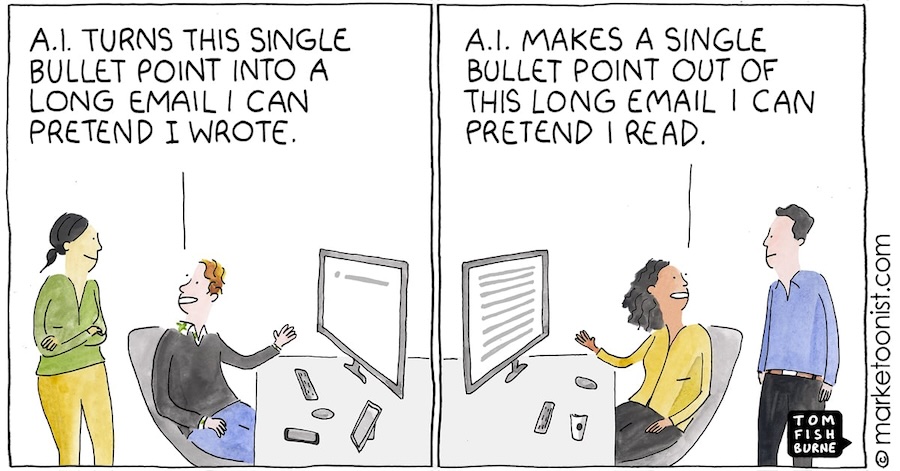 A.I. TURNS THIS SINGLE
BULLET POINT INTO A
LONG EMAIL I CAN
PRETEND I WROTE.
A.I. MAKES A SINGLE
BULLET POINT OUT OF
THIS LONG EMAIL I CAN
PRETEND I READ.
TOM
FISH
BURNE
© marketoonist.com